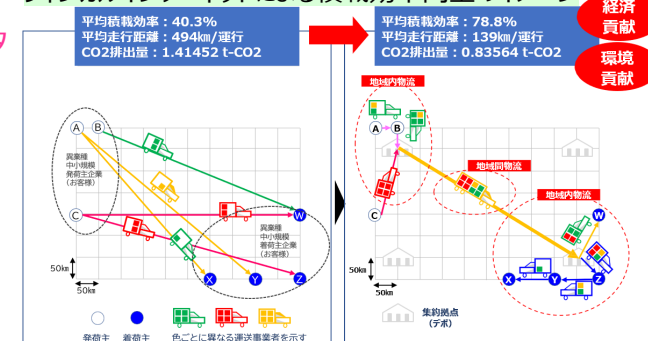 平均積載効率：40.3%
平均走行距離：494㎞/運行
CO2排出量：1.41452 t-CO2
平均積載効率：78.8%
平均走行距離：139㎞/運行
CO2排出量：0.83564 t-CO2
経済
貢献
環境
貢献
A
B
異業種
中小規模
発荷主企業
(お客様)
C
W
異業種
中小規模
着荷主企業
(お客様)
X
Y
Z
50㎞
50㎞
発荷主
着荷主
色ごとに異なる運送事業者を示す
地域内物流
A
B
地域間物流
地域内物流
C
W
X
Y
Z
50㎞
50㎞
集約拠点
(デポ)